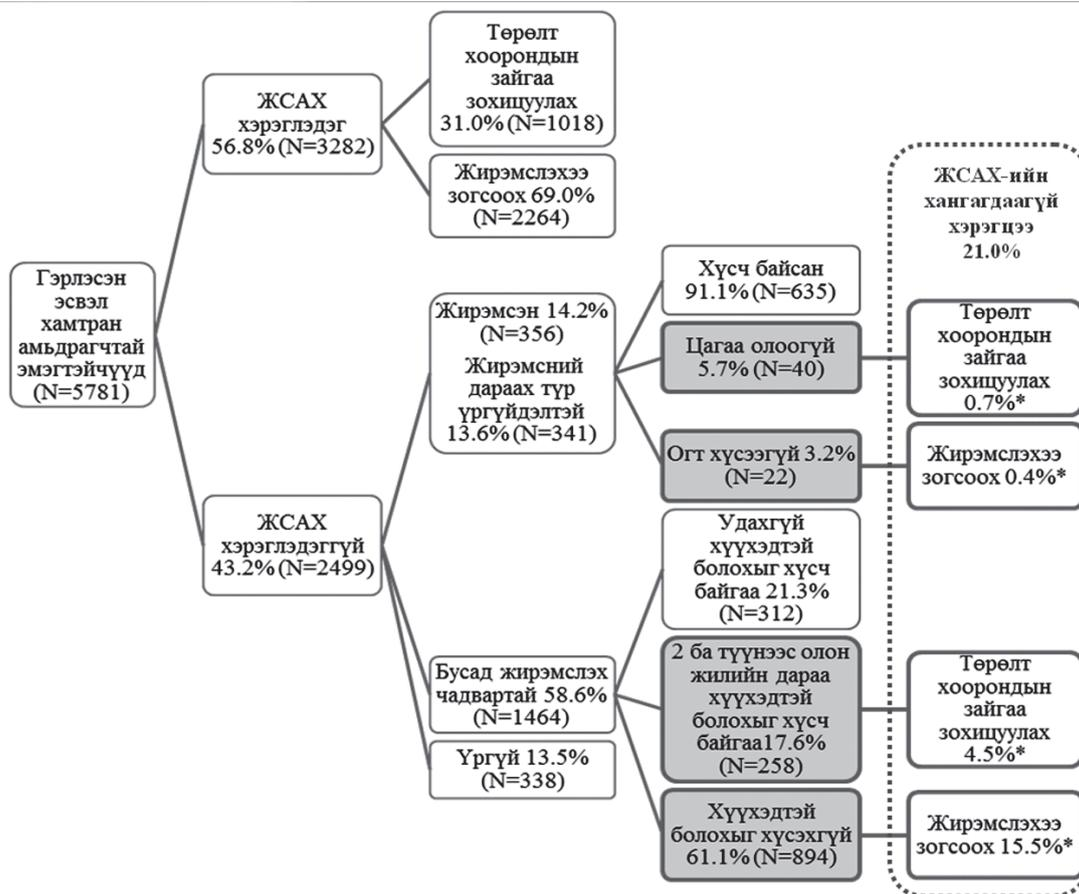 Гэрлэсэн
эсвэл
хамтран
амьдрагчтай
эмэгтэйчүүд
(N=5781)
ЖСАХ
хэрэглэдэг
56.8% (N=3282)
Төрөлт
хоорондын
зайгаа
зохицуулах
31.0% (N=1018)
Жирэмслэхээ
зогсоох 69.0%
(N=2264)
ЖСАХ
хэрэглэдэггүй
43.2% (N=2499)
Жирэмсэн 14.2%
(N=356)
Жирэмсний
дараах түр
үргүйдэлтэй
13.6% (N=341)
Бусад жирэмслэх
чадвартай 58.6%
(N=1464)
Үргүй 13.5%
(N=338)
Хүсч байсан
91.1% (N=635)
Цагаа олоогүй
5.7% (N=40)
Огт хүсээгүй 3.2%
(N=22)
Удахгүй
хүүхэдтэй
болохыг хүсч
байгаа 21.3%
(N=312)
2 ба түүнээс олон
жилийн дараа
хүүхэдтэй
болохыг хүсч
байгаа17.6%
(N=258)
Хүүхэдтэй
болохыг хүсэхгүй
61.1% (N=894)
ЖСАХ-ийн
хангагдаагүй
хэрэгцээ
21.0%
Төрөлт
хоорондын
зайгаа
зохицуулах
0.7%*
Жирэмслэхээ
зогсоох 0.4%*
Төрөлт
хоорондын
зайгаа
зохицуулах
4.5%*
Жирэмслэхээ
зогсоох 15.5%*